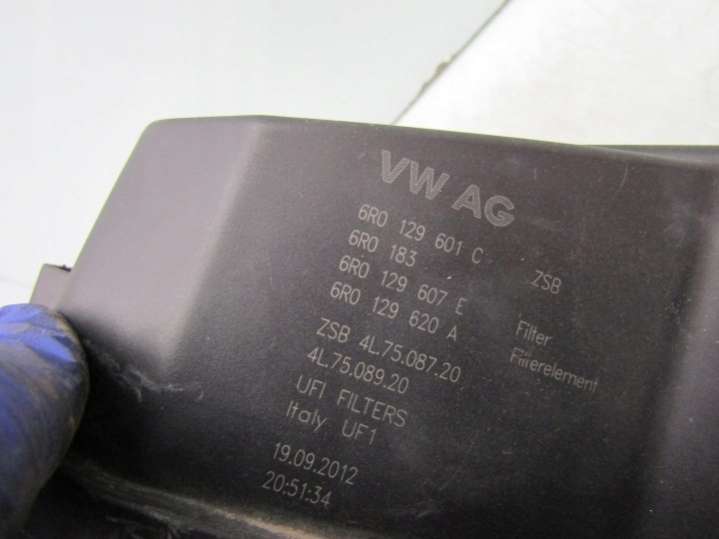 VW AG
6R0 129 601 C ZSB
6R0 183
6R0 129 607 E Filter
6R0 129 620 A Filterelement
ZSB 4L.75.087.20
4L.75.089.20
UFI FILTERS
Italy UF1
19.09.2012
20:51:34